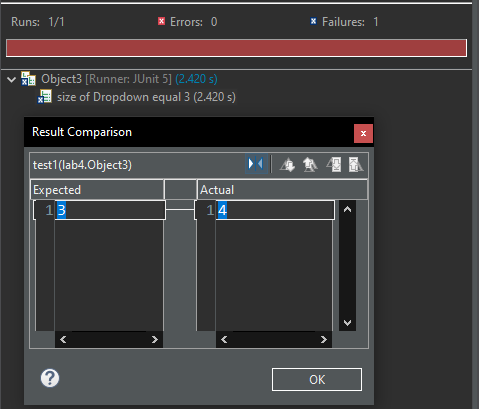 Runs: 1/1 Errors: 0 Failures: 1
Object3 [Runner: JUnit 5] (2.420 s)
size of Dropdown equal 3 (2.420 s)
Result Comparison
test1(lab4.Object3)
Expected Actual
1 3 1 4
OK